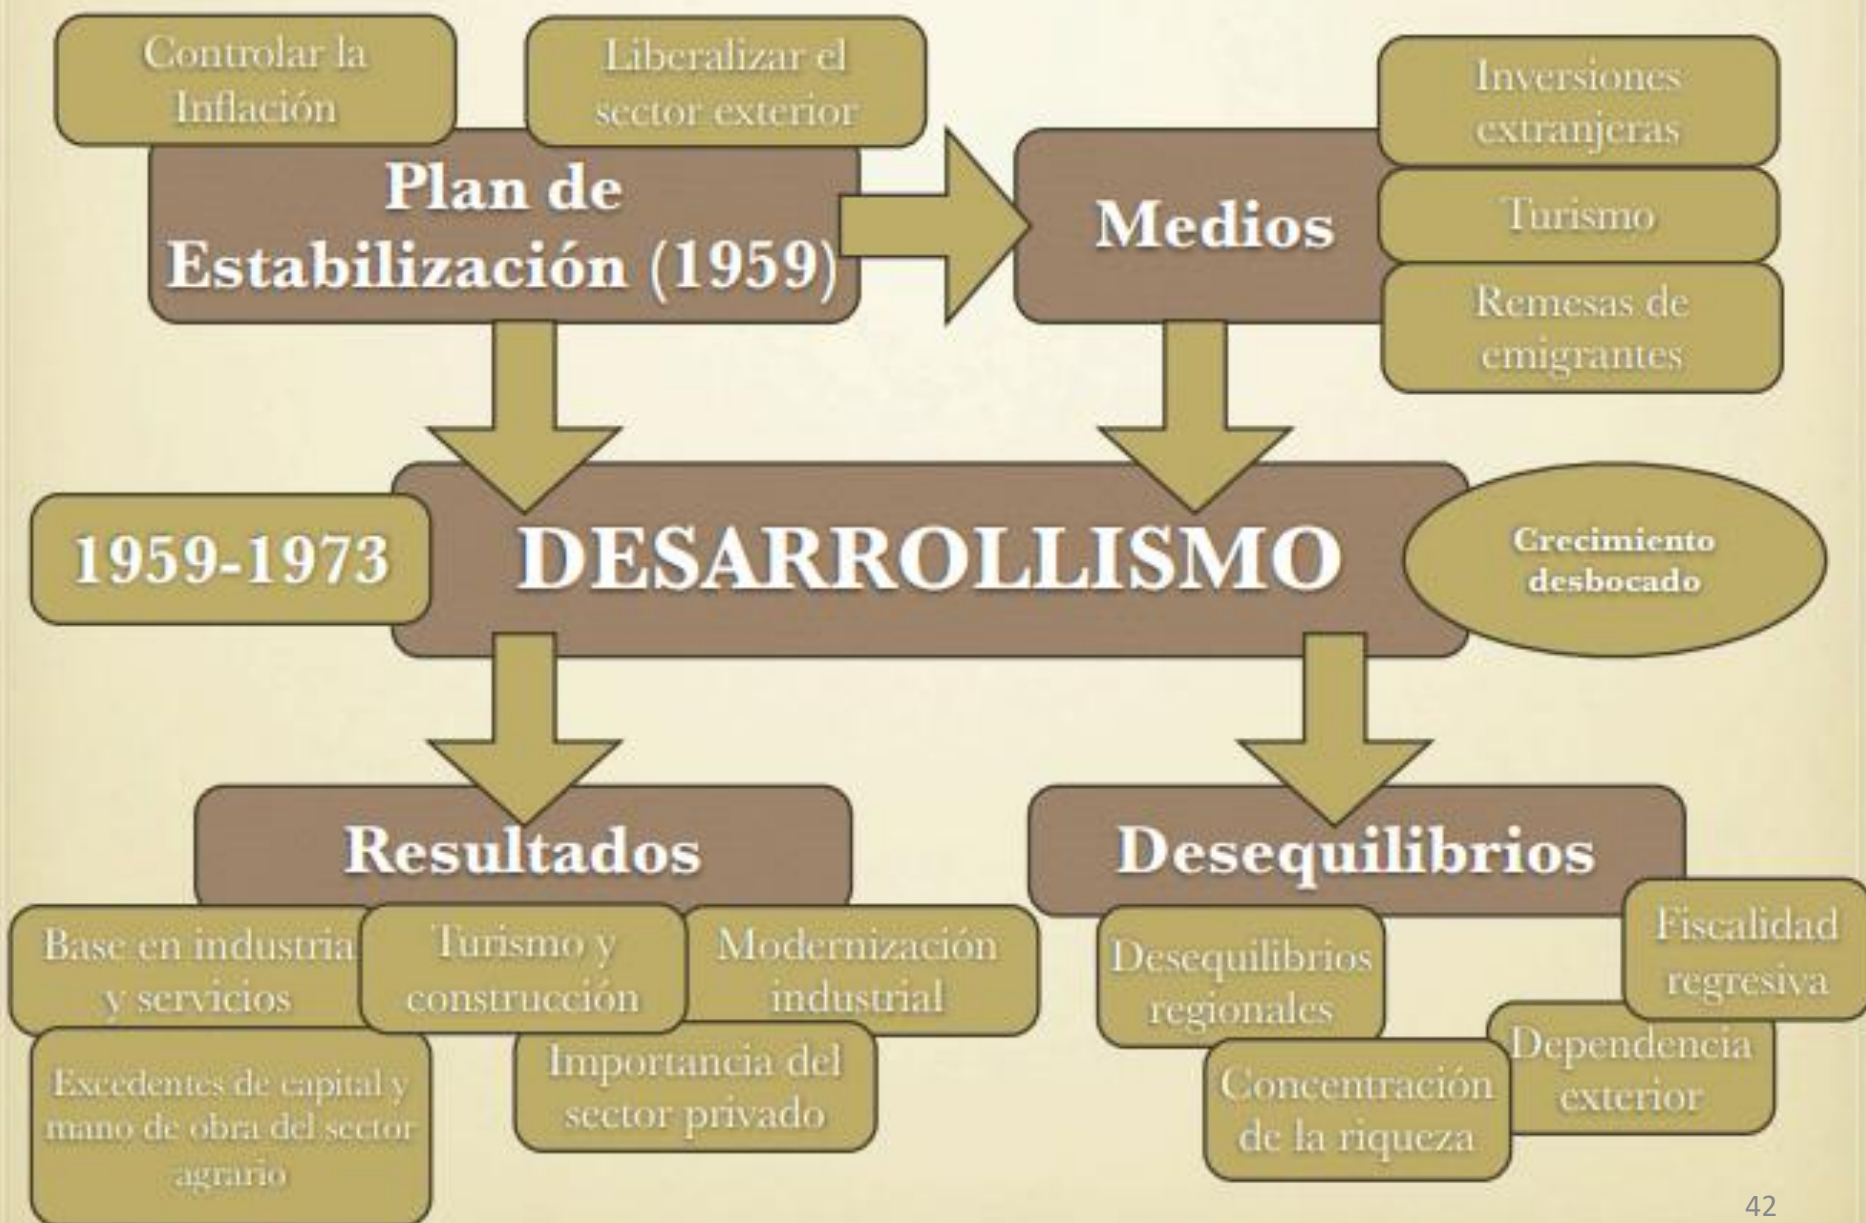 Controlar la
Inflación
Liberalizar el
sector exterior
Plan de
Estabilización (1959)
Medios
Inversiones
extranjeras
Turismo
Remesas de
emigrantes
1959-1973
DESARROLLISMO
Crecimiento
desbocado
Resultados
Base en industria
y servicios
Turismo y
construcción
Modernización
industrial
Excedentes de capital y
mano de obra del sector
agrario
Importancia del
sector privado
Desequilibrios
Desequilibrios
regionales
Fiscalidad
regresiva
Concentración
de la riqueza
Dependencia
exterior
42